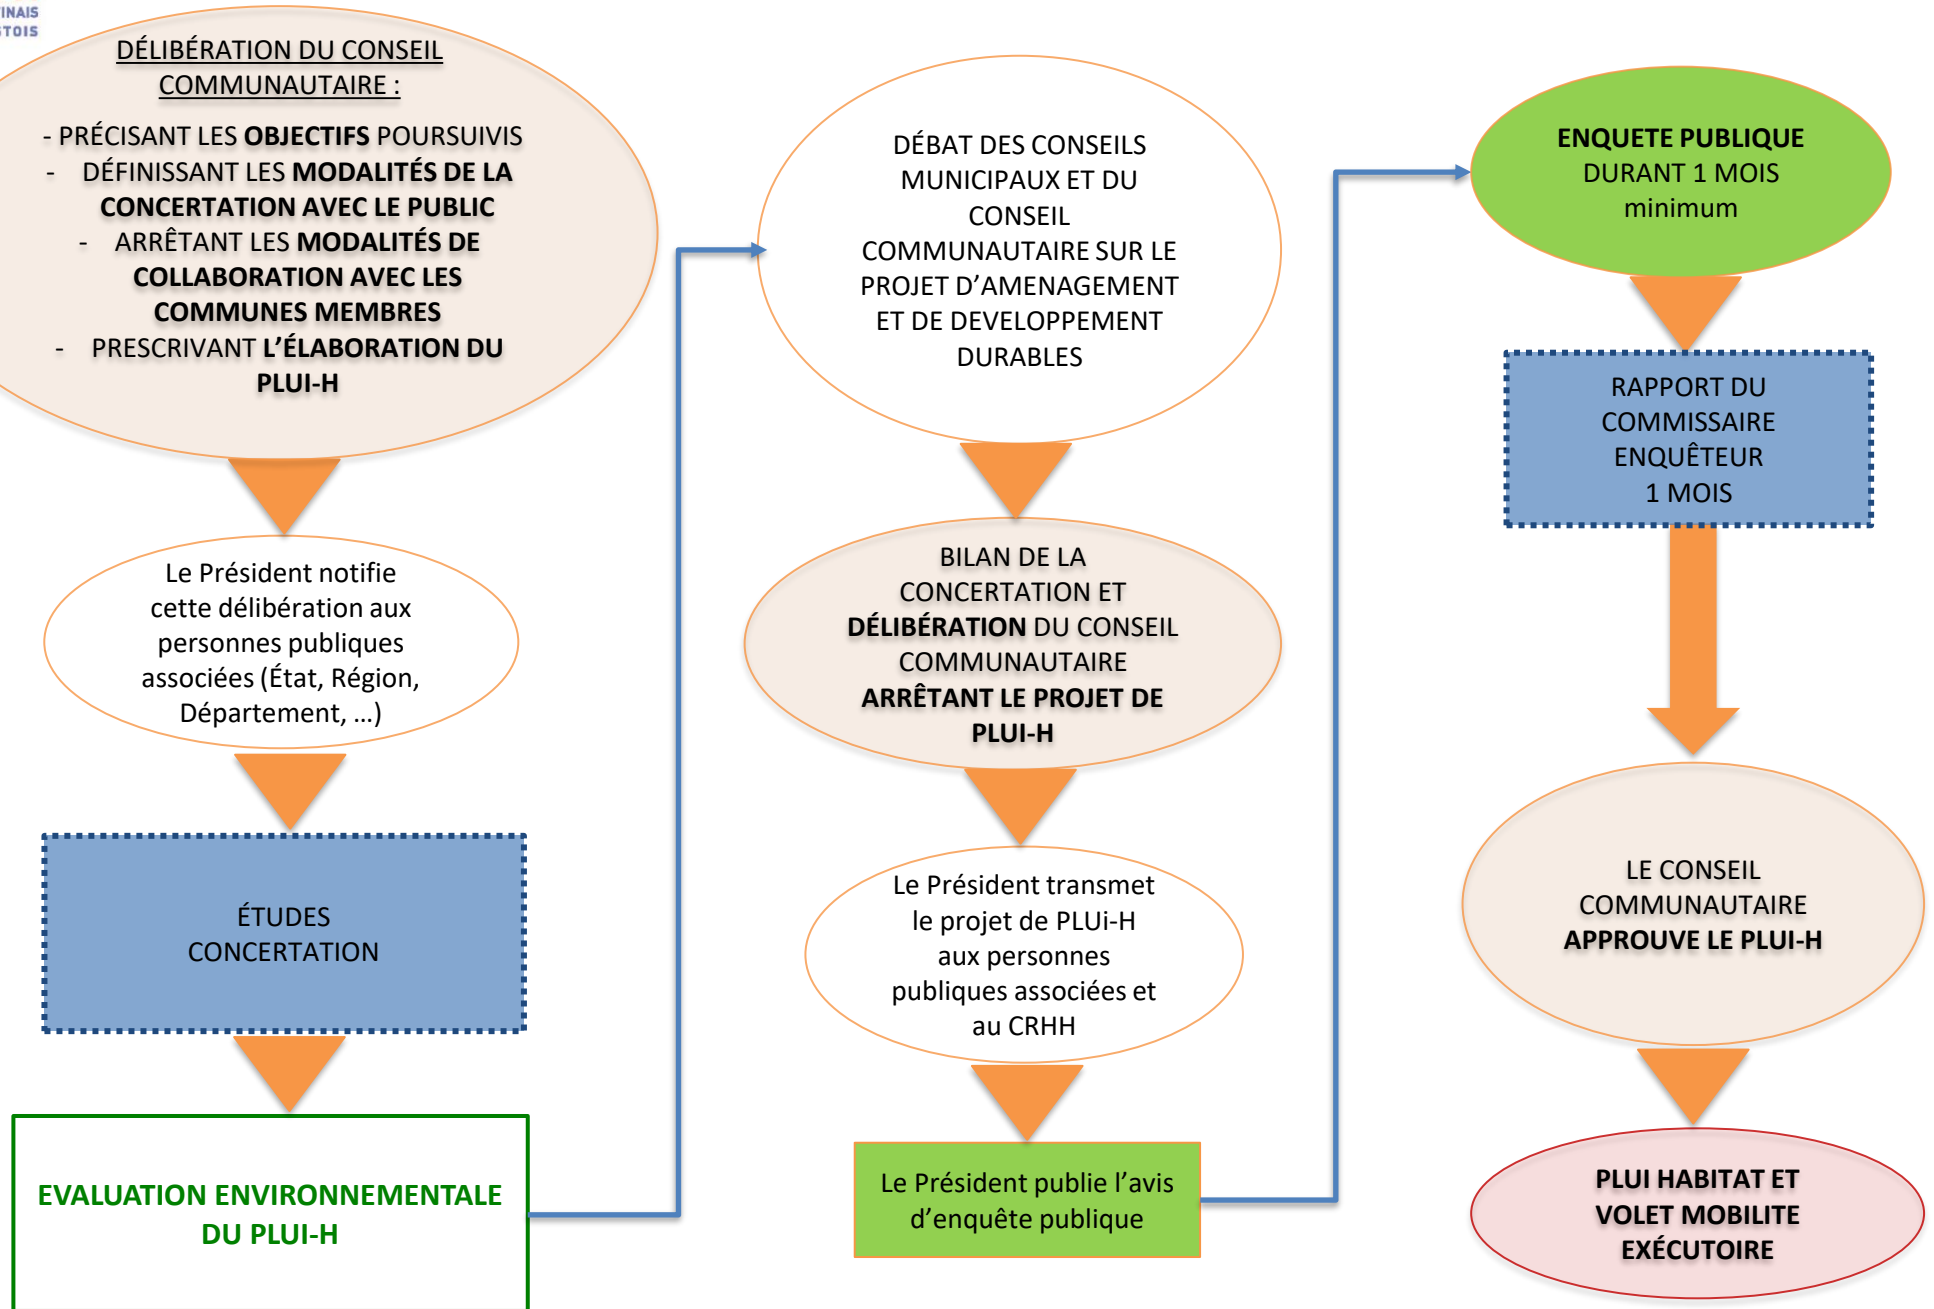 DÉLIBÉRATION DU CONSEIL
COMMUNAUTAIRE :
- PRÉCISANT LES OBJECTIFS POURSUIVIS
- DÉFINISSANT LES MODALITÉS DE LA
CONCERTATION AVEC LE PUBLIC
- ARRÊTANT LES MODALITÉS DE
COLLABORATION AVEC LES
COMMUNES MEMBRES
- PRESCRIVANT L’ÉLABORATION DU
PLUI-H
Le Président notifie
cette délibération aux
personnes publiques
associées (État, Région,
Département, …)
ÉTUDES
CONCERTATION
EVALUATION ENVIRONNEMENTALE
DU PLUI-H
DÉBAT DES CONSEILS
MUNICIPAUX ET DU
CONSEIL
COMMUNAUTAIRE SUR LE
PROJET D’AMENAGEMENT
ET DE DEVELOPPEMENT
DURABLES
BILAN DE LA
CONCERTATION ET
DÉLIBÉRATION DU CONSEIL
COMMUNAUTAIRE
ARRÊTANT LE PROJET DE
PLUI-H
Le Président transmet
le projet de PLUi-H
aux personnes
publiques associées et
au CRHH
Le Président publie l’avis
d’enquête publique
ENQUETE PUBLIQUE
DURANT 1 MOIS
minimum
RAPPORT DU
COMMISSAIRE
ENQUÊTEUR
1 MOIS
LE CONSEIL
COMMUNAUTAIRE
APPROUVE LE PLUI-H
PLUI HABITAT ET
VOLET MOBILITE
EXÉCUTOIRE